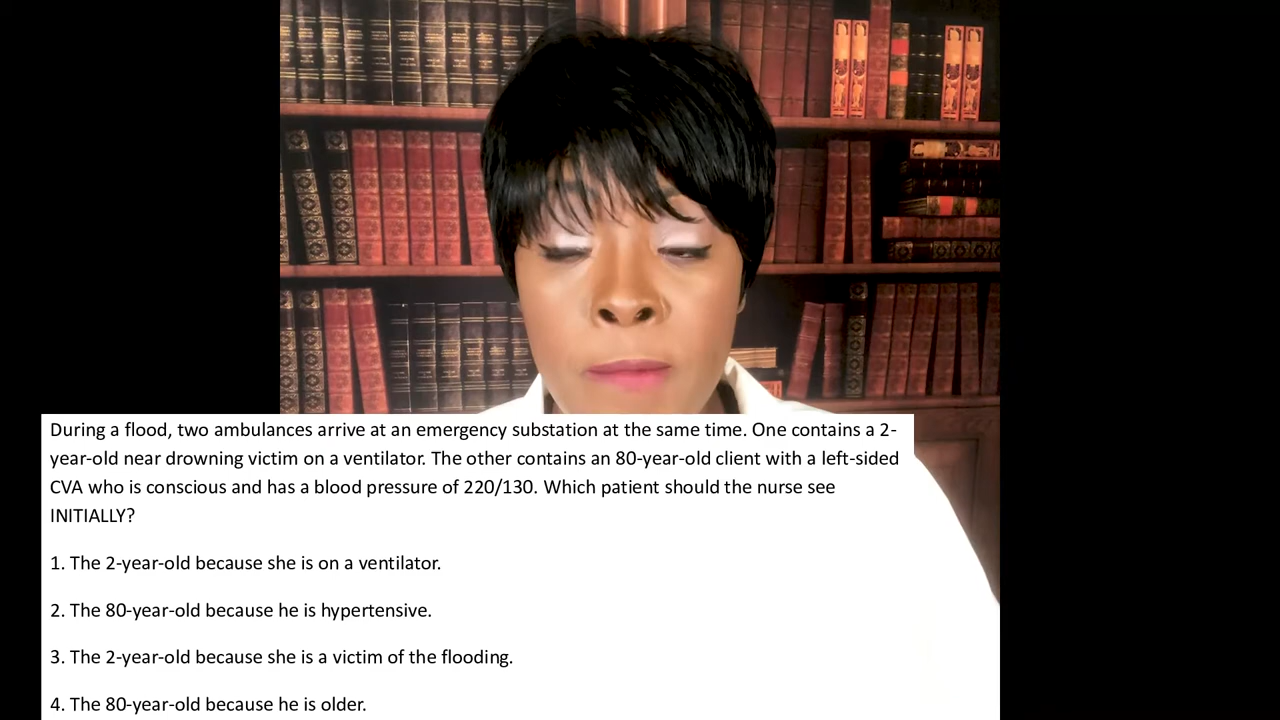 During a flood, two ambulances arrive at an emergency substation at the same time. One contains a 2-
year-old near drowning victim on a ventilator. The other contains an 80-year-old client with a left-sided
CVA who is conscious and has a blood pressure of 220/130. Which patient should the nurse see
INITIALLY?
1. The 2-year-old because she is on a ventilator.
2. The 80-year-old because he is hypertensive.
3. The 2-year-old because she is a victim of the flooding.
4. The 80-year-old because he is older.